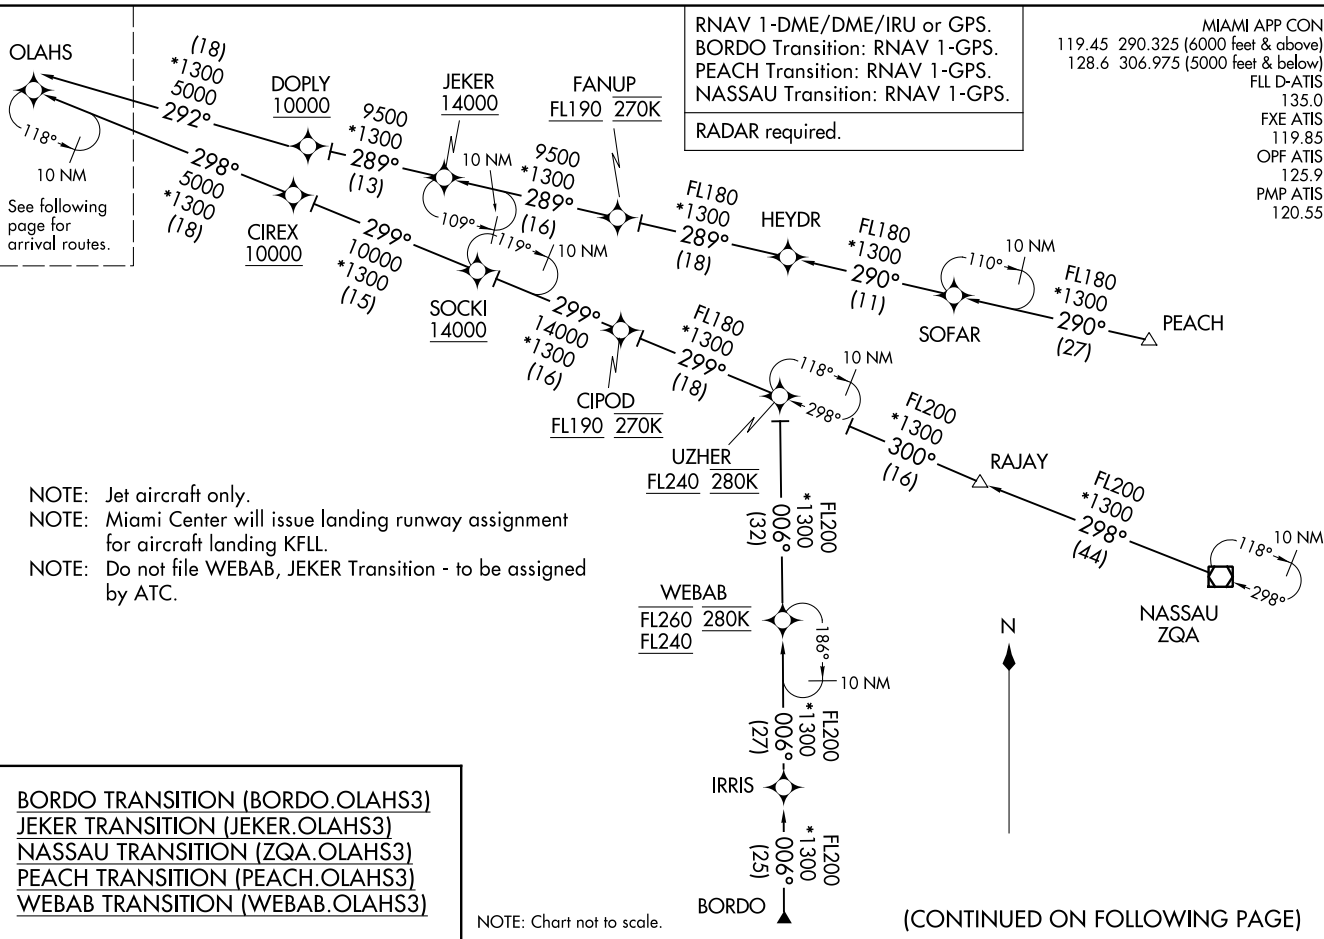 RNAV 1-DME/DME/IRU or GPS.
BORDO Transition: RNAV 1-GPS.
PEACH Transition: RNAV 1-GPS.
NASSAU Transition: RNAV 1-GPS.
RADAR required.
MIAMI APP CON
119.45 290.325 (6000 feet & above)
128.6 306.975 (5000 feet & below)
FLL D-ATIS
135.0
FXE ATIS
119.85
OPF ATIS
125.9
PMP ATIS
120.55
OLAHS
118°
10 NM
See following
page for
arrival routes.
(18)
*1300
5000
292°
DOPLY
10000
9500
*1300
289°
(13)
JEKER
14000
10 NM
109°
9500
*1300
289°
(16)
FANUP
FL190 270K
FL180
*1300
289°
(18)
HEYDR
FL180
*1300
290°
(11)
10 NM
110°
SOFAR
FL180
*1300
290°
(27)
PEACH
298°
5000
*1300
(18)
CIREX
10000
299°
10000
*1300
(15)
119°
10 NM
SOCKI
14000
299°
14000
*1300
(16)
CIPOD
FL190 270K
FL180
*1300
299°
(18)
118°
10 NM
298°
UZHER
FL240 280K
FL200
*1300
300°
(16)
RAJAY
FL200
*1300
298°
(44)
118°
10 NM
298°
NASSAU
ZQA
NOTE: Jet aircraft only.
NOTE: Miami Center will issue landing runway assignment
for aircraft landing KFLL.
NOTE: Do not file WEBAB, JEKER Transition - to be assigned
by ATC.
FL200
*1300
006°
(32)
WEBAB
FL260 280K
FL240
186°
10 NM
FL200
*1300
006°
(27)
IRRIS
FL200
*1300
006°
(25)
BORDO
N
BORDO TRANSITION (BORDO.OLAHS3)
JEKER TRANSITION (JEKER.OLAHS3)
NASSAU TRANSITION (ZQA.OLAHS3)
PEACH TRANSITION (PEACH.OLAHS3)
WEBAB TRANSITION (WEBAB.OLAHS3)
NOTE: Chart not to scale.
(CONTINUED ON FOLLOWING PAGE)